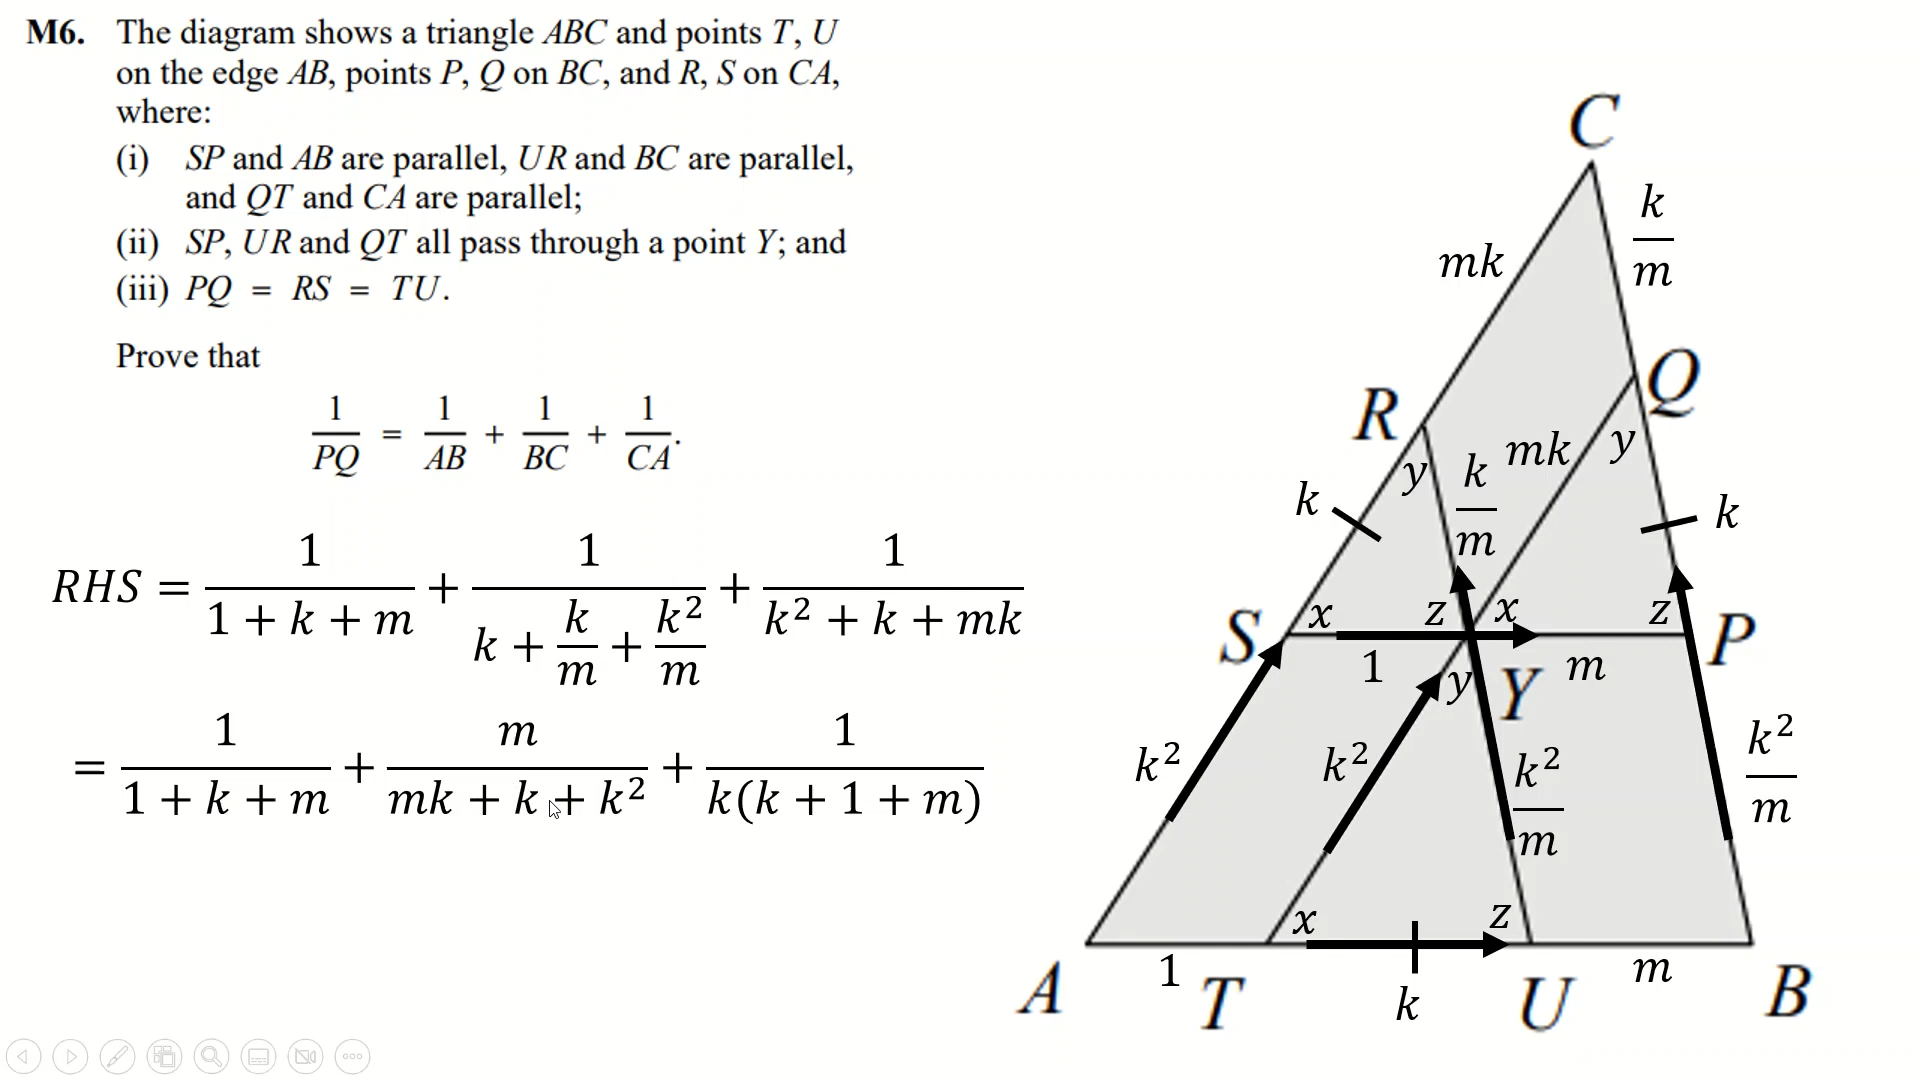 M6. The diagram shows a triangle ABC and points T, U
on the edge AB, points P, Q on BC, and R, S on CA,
where:
(i) SP and AB are parallel, UR and BC are parallel,
and QT and CA are parallel;
(ii) SP, UR and QT all pass through a point Y; and
(iii) PQ = RS = TU.
Prove that
1/PQ = 1/AB + 1/BC + 1/CA.
RHS = 1/(1 + k + m) + 1/(k + k/m + k²/m) + 1/(k² + k + mk)
= 1/(1 + k + m) + m/(mk + k + k²) + 1/(k(k + 1 + m))
C
k/m
mk
Q
R
mk
y
y
k/m
k
k
S
x
z
x
z
P
1
m
y
Y
k²
k²
k²/m
k²/m
x
z
1
m
A
T
k
U
B